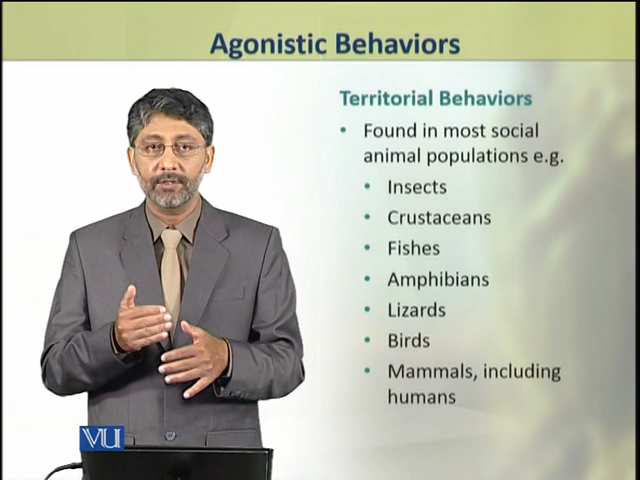 Agonistic Behaviors
Territorial Behaviors
• Found in most social
animal populations e.g.
• Insects
• Crustaceans
• Fishes
• Amphibians
• Lizards
• Birds
• Mammals, including
humans
VU